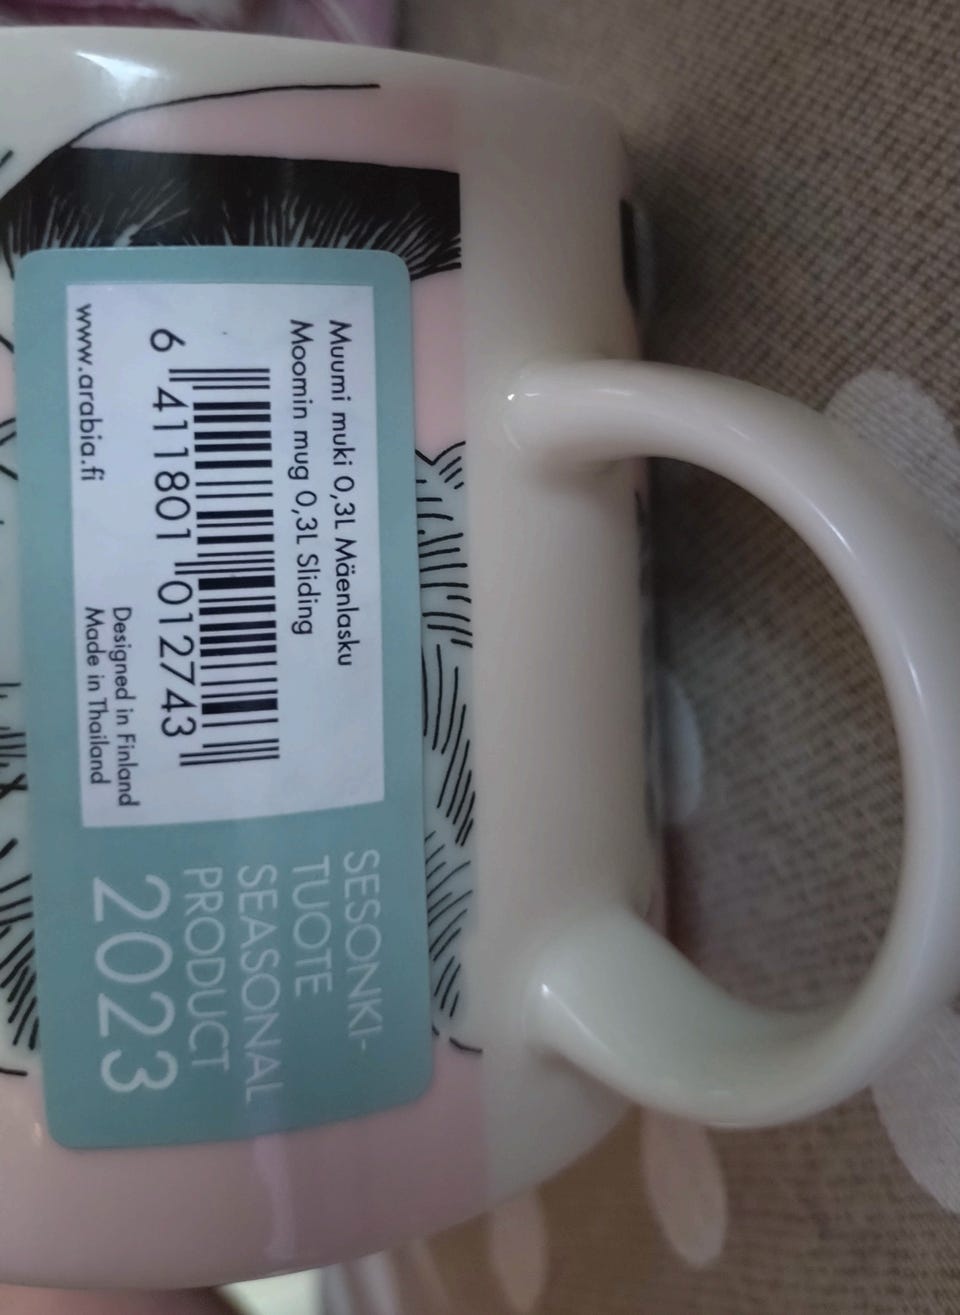 Muumi muki 0,3L Mäenlasku
Moomin mug 0,3L Sliding
6 411801 012743
Designed in Finland
Made in Thailand
www.arabia.fi
SESONKI-
TUOTE
SEASONAL
PRODUCT
2023